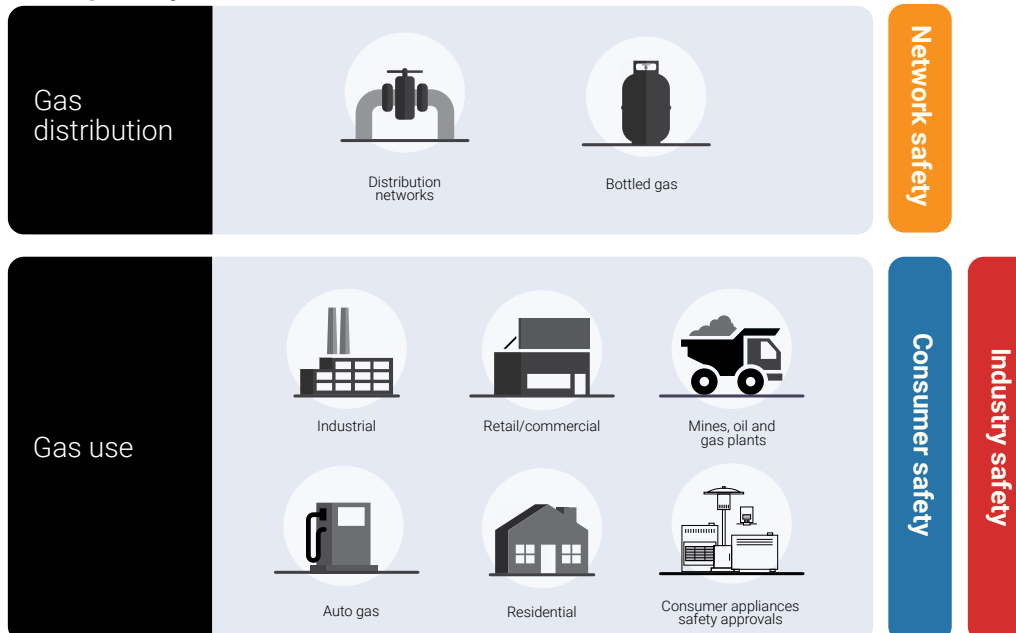 Gas
distribution
Distribution
networks
Bottled gas
Network safety
Gas use
Industrial
Retail/commercial
Mines, oil and
gas plants
Auto gas
Residential
Consumer appliances
safety approvals
Consumer safety
Industry safety